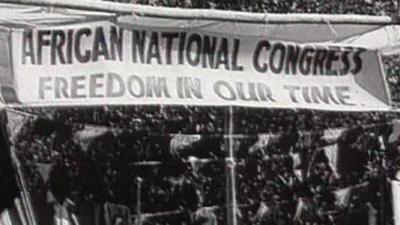 AFRICAN NATIONAL CONGRESS
FREEDOM IN OUR TIME